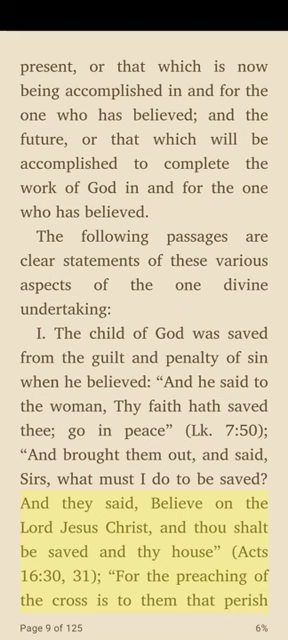 present, or that which is now
being accomplished in and for the
one who has believed; and the
future, or that which will be
accomplished to complete the
work of God in and for the one
who has believed.
The following passages are
clear statements of these various
aspects of the one divine
undertaking:
I. The child of God was saved
from the guilt and penalty of sin
when he believed: “And he said to
the woman, Thy faith hath saved
thee; go in peace” (Lk. 7:50);
“And brought them out, and said,
Sirs, what must I do to be saved?
And they said, Believe on the
Lord Jesus Christ, and thou shalt
be saved and thy house” (Acts
16:30, 31); “For the preaching of
the cross is to them that perish
Page 9 of 125 6%